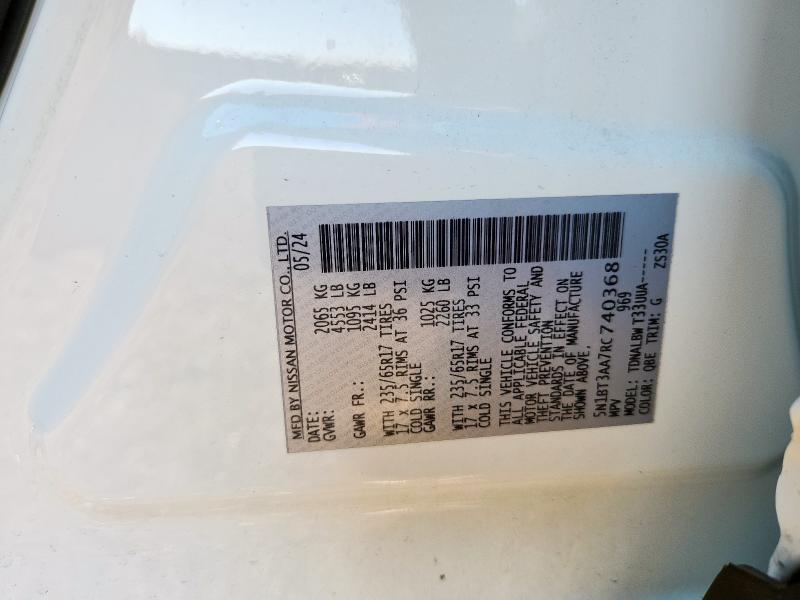 MFD BY NISSAN MOTOR CO., LTD.
DATE: 05/24
GVWR: 2065 KG
4553 LB
GAWR FR.: 1095 KG
2414 LB
WITH 235/65R17 TIRES
17 X 7.5 RIMS AT 36 PSI
COLD SINGLE
GAWR RR.: 1025 KG
2260 LB
WITH 235/65R17 TIRES
17 X 7.5 RIMS AT 33 PSI
COLD SINGLE
THIS VEHICLE CONFORMS TO
ALL APPLICABLE FEDERAL
MOTOR VEHICLE SAFETY AND
THEFT PREVENTION
STANDARDS IN EFFECT ON
THE DATE OF MANUFACTURE
SHOWN ABOVE.
5N1BT3AA7RC740368
MPV 969
MODEL: TDNALBW T33UUA-----
COLOR: QBE TRIM: G ZS30A